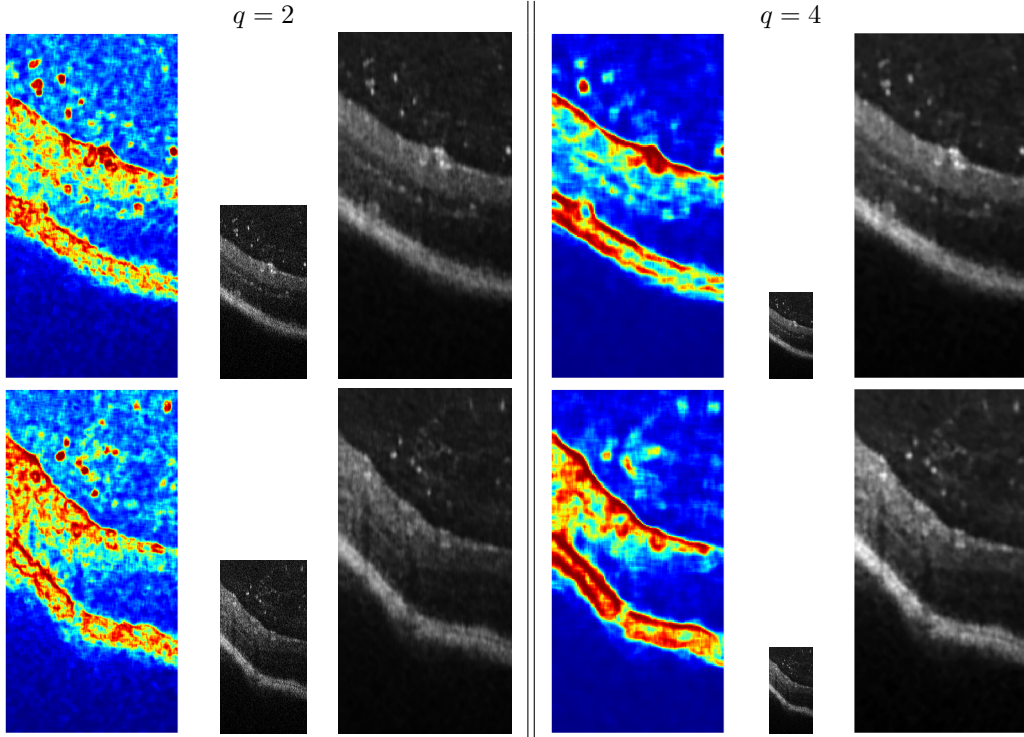 q = 2
q = 4